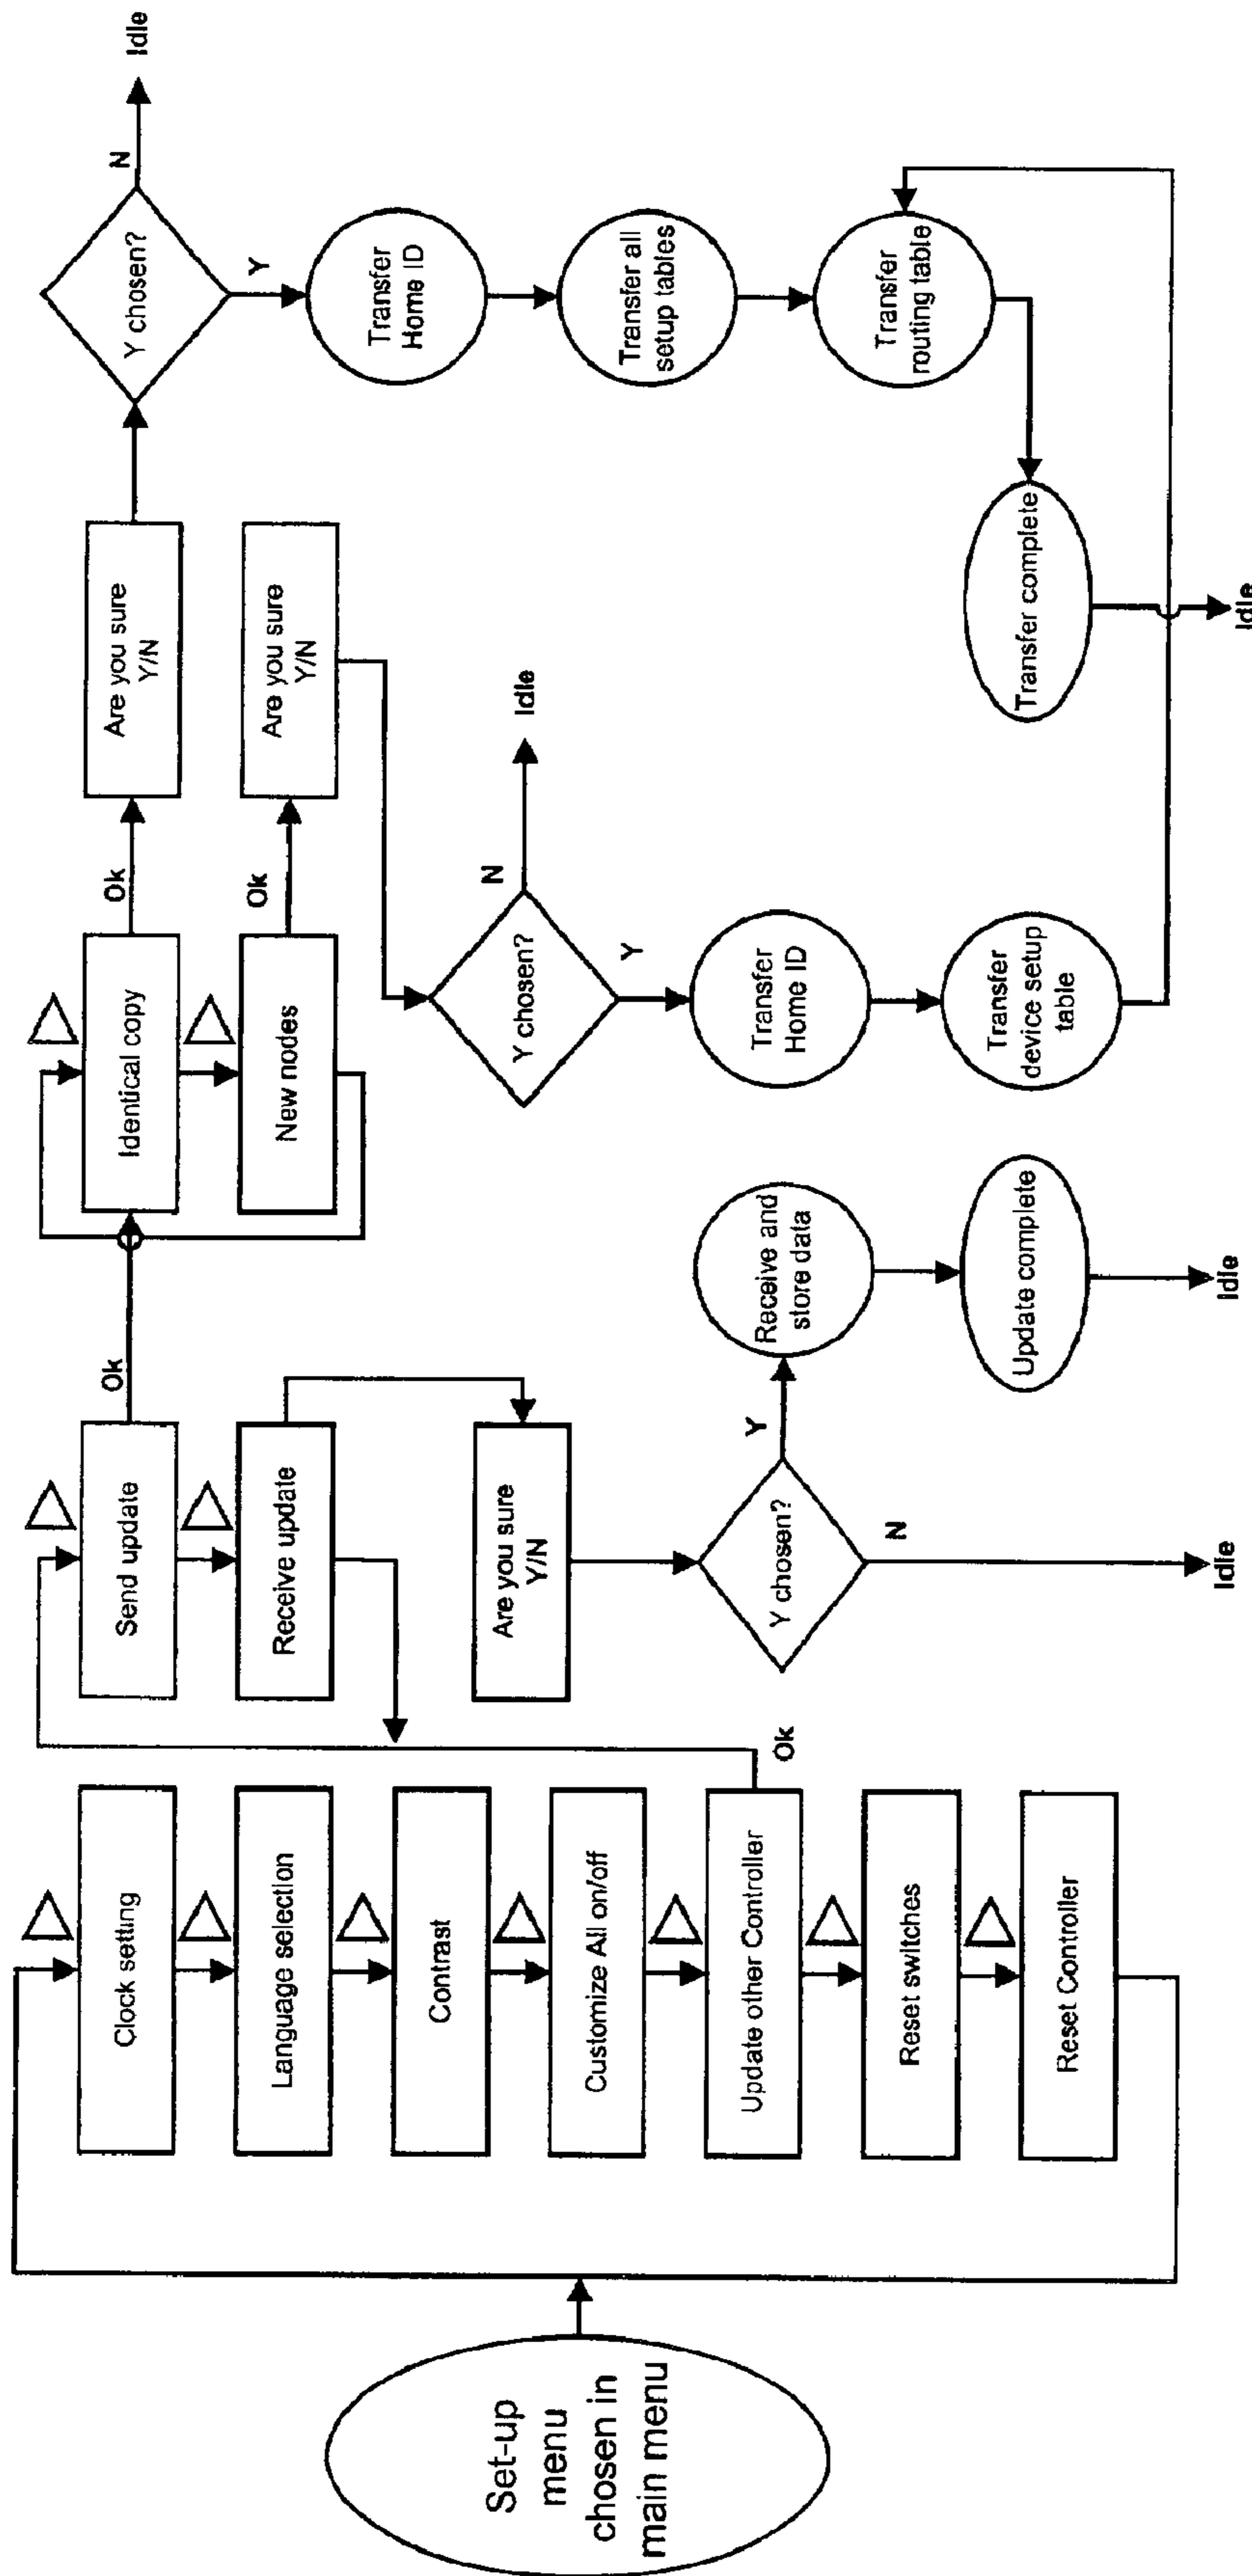 Set-up
menu
chosen in
main menu
Clock setting
Language selection
Contrast
Customize All on/off
Update other Controller
Reset switches
Reset Controller
Ok
Send update
Receive update
Are you sure
Y/N
Y chosen?
Y
N
Idle
Receive and
store data
Update complete
Idle
Ok
Identical copy
New nodes
Ok
Ok
Are you sure
Y/N
Are you sure
Y/N
Y chosen?
N
Idle
Y
Transfer
Home ID
Transfer
device setup
table
Y chosen?
N
Idle
Y
Transfer
Home ID
Transfer all
setup tables
Transfer
routing table
Transfer complete
Idle